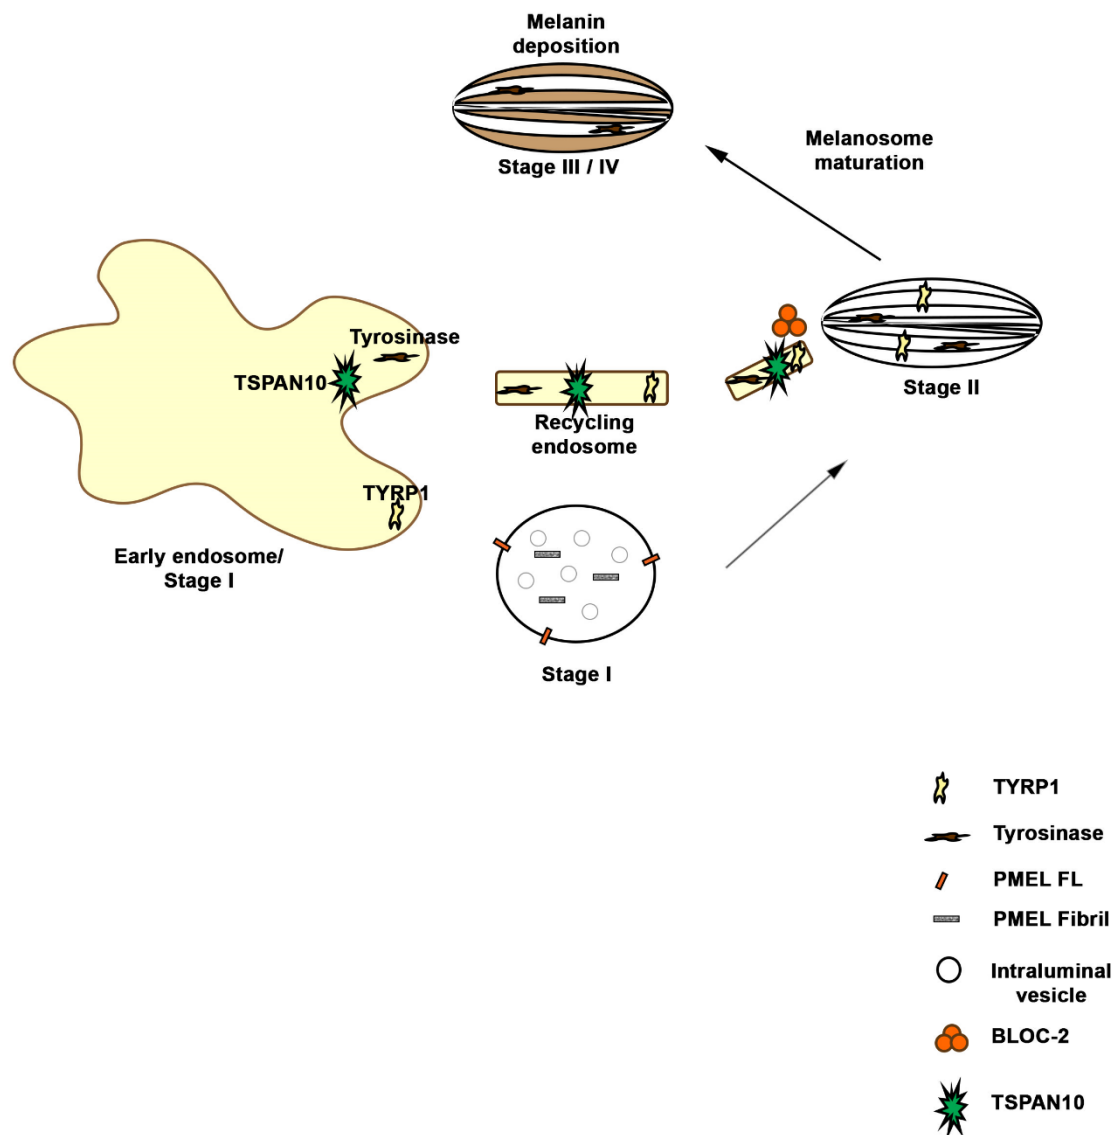 Melanin
deposition
Stage III / IV
Melanosome
maturation
Tyrosinase
TSPAN10
TYRP1
Early endosome/
Stage I
Recycling
endosome
Stage II
Stage I
TYRP1
Tyrosinase
PMEL FL
PMEL Fibril
Intraluminal
vesicle
BLOC-2
TSPAN10